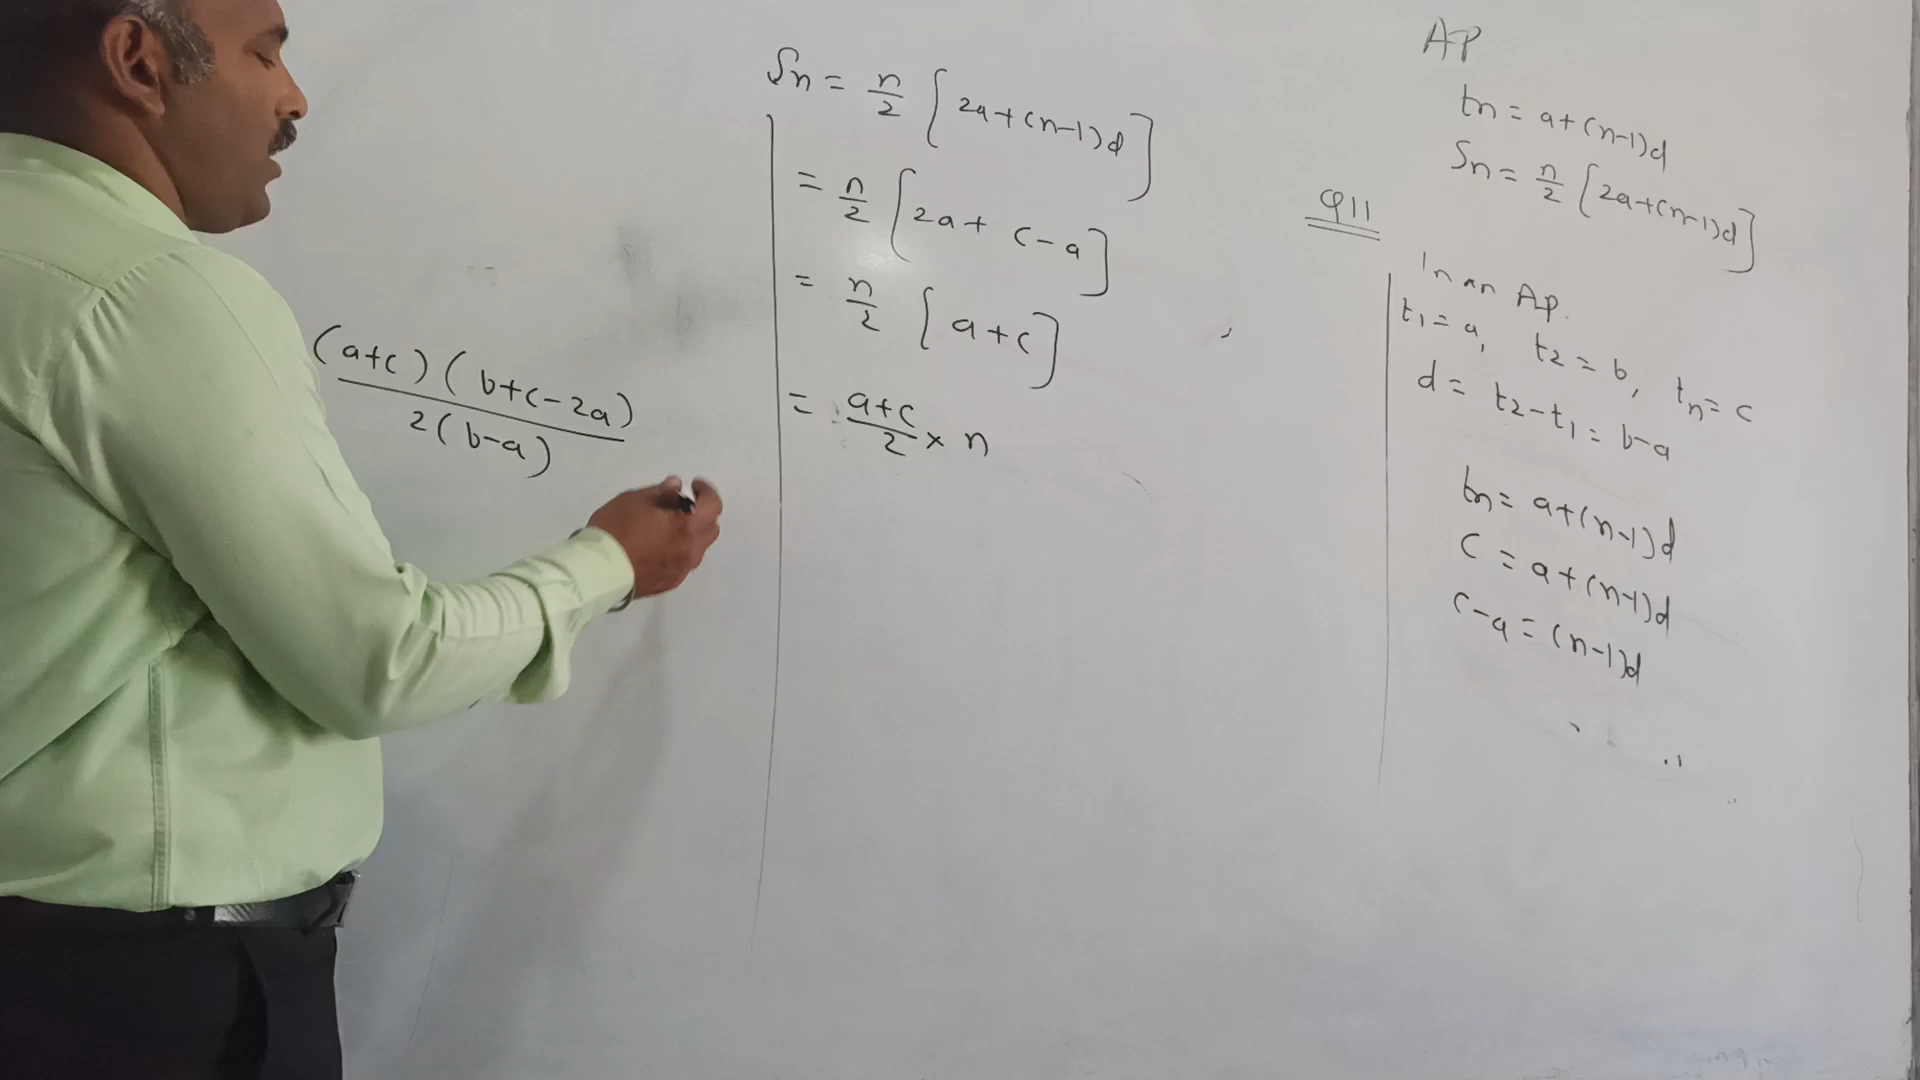 AP
tn = a+(n-1)d
Sn = n/2 [2a+(n-1)d]
Q11
In an AP.
t1 = a, t2 = b, tn = c
d = t2-t1 = b-a
tn = a+(n-1)d
c = a+(n-1)d
c-a = (n-1)d
Sn = n/2 [2a+(n-1)d]
= n/2 [2a+ c-a]
= n/2 [a+c]
= a+c/2 × n
(a+c)(b+c-2a)/2(b-a)